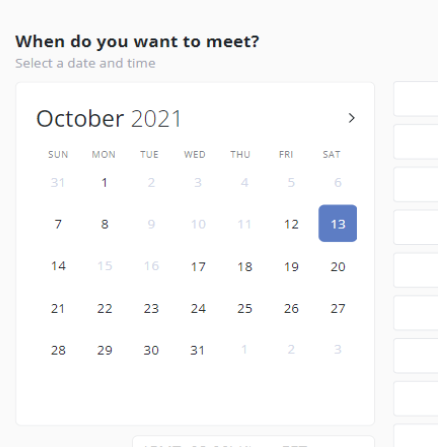 When do you want to meet?
Select a date and time
October 2021
SUN MON TUE WED THU FRI SAT
31 1 2 3 4 5 6
7 8 9 10 11 12 13
14 15 16 17 18 19 20
21 22 23 24 25 26 27
28 29 30 31 1 2 3